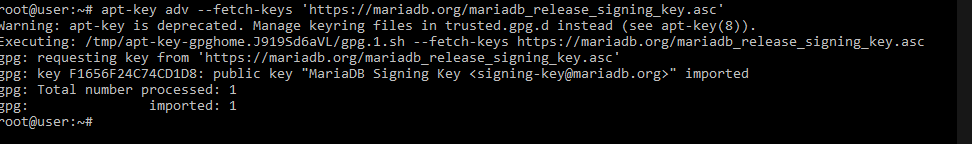 root@user:~# apt-key adv --fetch-keys 'https://mariadb.org/mariadb_release_signing_key.asc'
Warning: apt-key is deprecated. Manage keyring files in trusted.gpg.d instead (see apt-key(8)).
Executing: /tmp/apt-key-gpghome.J919Sd6aVL/gpg.1.sh --fetch-keys https://mariadb.org/mariadb_release_signing_key.asc
gpg: requesting key from 'https://mariadb.org/mariadb_release_signing_key.asc'
gpg: key F1656F24C74CD1D8: public key "MariaDB Signing Key <signing-key@mariadb.org>" imported
gpg: Total number processed: 1
gpg:               imported: 1
root@user:~#